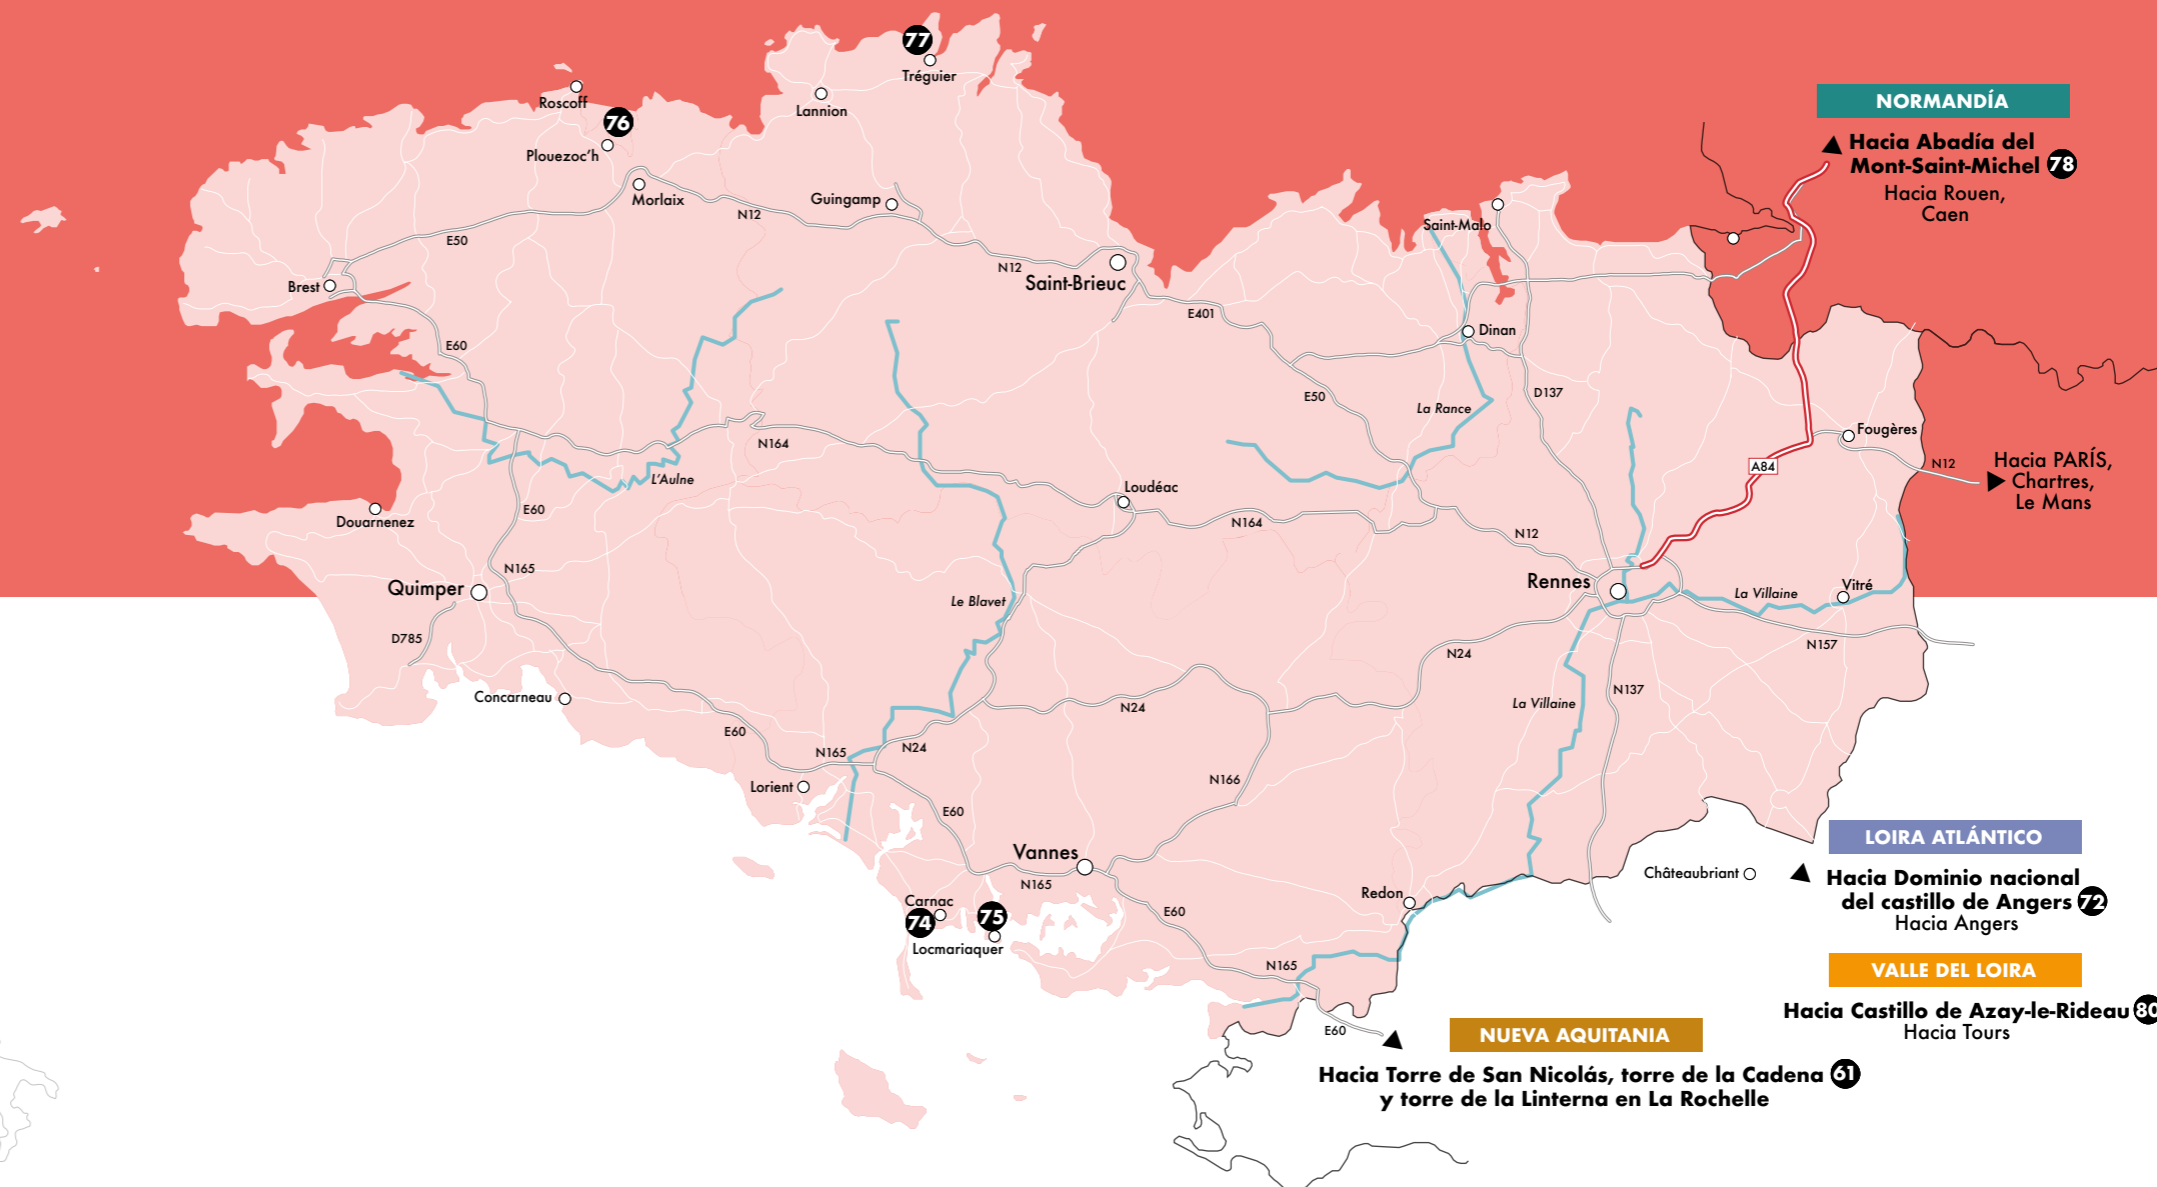 77
Tréguier
Roscoff
Lannion
76
Plouezoc'h
Morlaix
Guingamp
N12
E50
N12
Saint-Brieuc
Brest
E60
E401
Saint-Malo
Dinan
D137
E50
La Rance
NORMANDÍA
Hacia Abadía del
Mont-Saint-Michel 78
Hacia Rouen,
Caen
Fougères
A84
N12
Hacia PARÍS,
Chartres,
Le Mans
N164
L'Aulne
Loudéac
N164
Douarnenez
E60
N12
N165
Quimper
Rennes
La Villaine
Vitré
Le Blavet
D785
N24
N157
N137
Concarneau
La Villaine
N24
E60
N165
N24
N166
Lorient
E60
Vannes
N165
Carnac
74
75
Locmariaquer
E60
Redon
N165
E60
Châteaubriant
LOIRA ATLÁNTICO
Hacia Dominio nacional
del castillo de Angers 72
Hacia Angers
VALLE DEL LOIRA
Hacia Castillo de Azay-le-Rideau 80
Hacia Tours
NUEVA AQUITANIA
Hacia Torre de San Nicolás, torre de la Cadena 61
y torre de la Linterna en La Rochelle